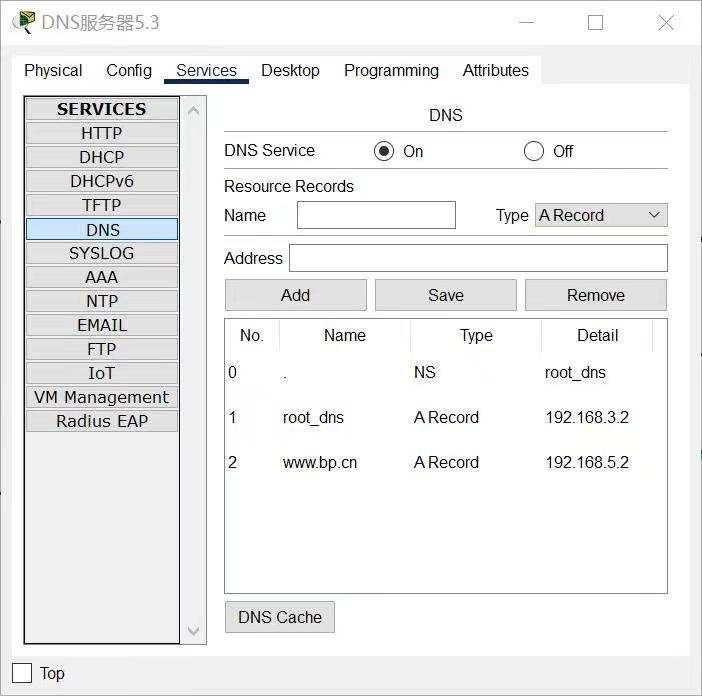 DNS服务器5.3
Physical Config Services Desktop Programming Attributes
SERVICES
HTTP
DHCP
DHCPv6
TFTP
DNS
SYSLOG
AAA
NTP
EMAIL
FTP
IoT
VM Management
Radius EAP
DNS
DNS Service On Off
Resource Records
Name Type A Record
Address
Add Save Remove
No. Name Type Detail
0 . NS root_dns
1 root_dns A Record 192.168.3.2
2 www.bp.cn A Record 192.168.5.2
DNS Cache
Top